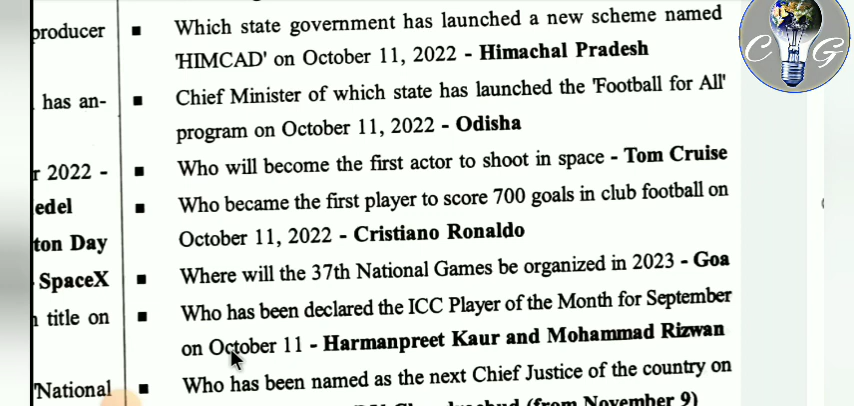 producer
has an-
r 2022 -
edel
ton Day
SpaceX
title on
'National
■ Which state government has launched a new scheme named
'HIMCAD' on October 11, 2022 - Himachal Pradesh
■ Chief Minister of which state has launched the 'Football for All'
program on October 11, 2022 - Odisha
■ Who will become the first actor to shoot in space - Tom Cruise
■ Who became the first player to score 700 goals in club football on
October 11, 2022 - Cristiano Ronaldo
■ Where will the 37th National Games be organized in 2023 - Goa
■ Who has been declared the ICC Player of the Month for September
on October 11 - Harmanpreet Kaur and Mohammad Rizwan
■ Who has been named as the next Chief Justice of the country on
(from November 9)
C G